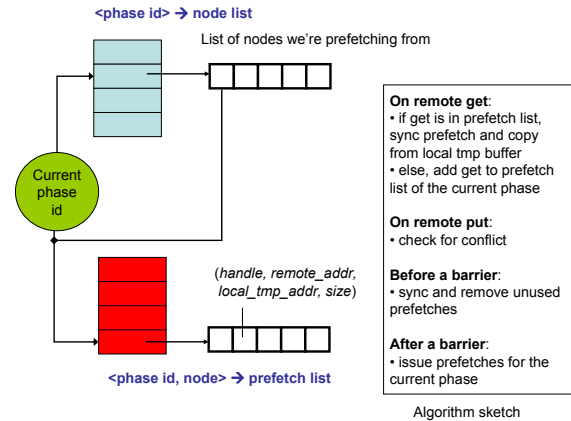 <phase id> → node list
List of nodes we're prefetching from
Current
phase
id
(handle, remote_addr,
local_tmp_addr, size)
<phase id, node> → prefetch list
On remote get:
• if get is in prefetch list,
sync prefetch and copy
from local tmp buffer
• else, add get to prefetch
list of the current phase
On remote put:
• check for conflict
Before a barrier:
• sync and remove unused
prefetches
After a barrier:
• issue prefetches for the
current phase
Algorithm sketch